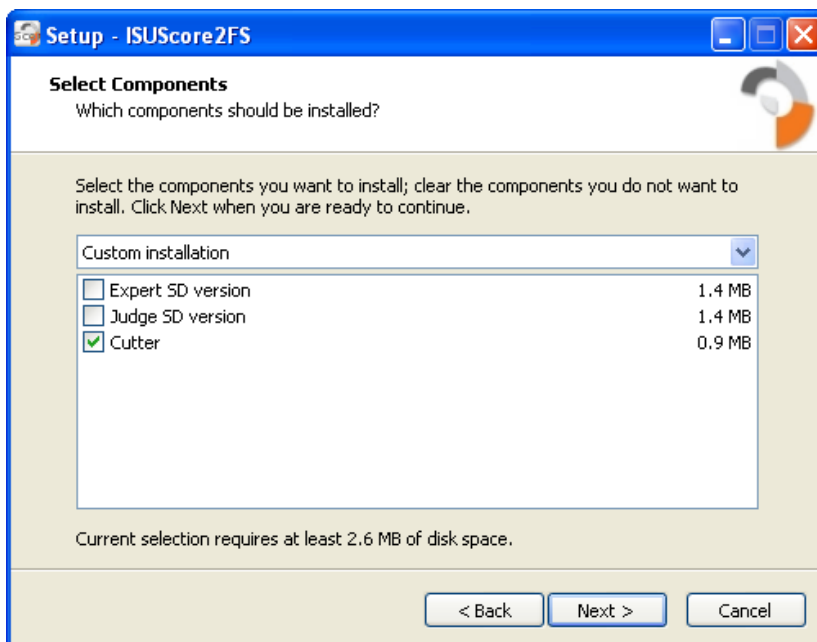 Setup - ISUScore2FS
Select Components
Which components should be installed?
Select the components you want to install; clear the components you do not want to
install. Click Next when you are ready to continue.
Custom installation
Expert SD version 1.4 MB
Judge SD version 1.4 MB
Cutter 0.9 MB
Current selection requires at least 2.6 MB of disk space.
< Back Next > Cancel